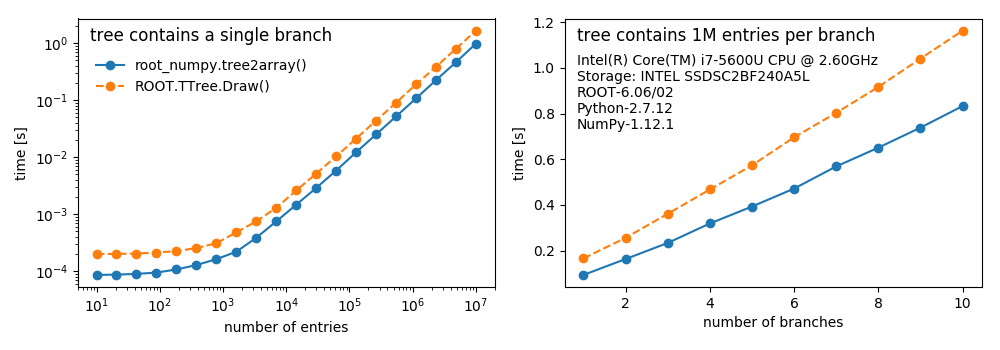 tree contains a single branch
root_numpy.tree2array()
ROOT.TTree.Draw()
time [s]
10⁰
10⁻¹
10⁻²
10⁻³
10⁻⁴
10¹
10²
10³
10⁴
10⁵
10⁶
10⁷
number of entries
tree contains 1M entries per branch
Intel(R) Core(TM) i7-5600U CPU @ 2.60GHz
Storage: INTEL SSDSC2BF240A5L
ROOT-6.06/02
Python-2.7.12
NumPy-1.12.1
time [s]
1.2
1.0
0.8
0.6
0.4
0.2
2
4
6
8
10
number of branches